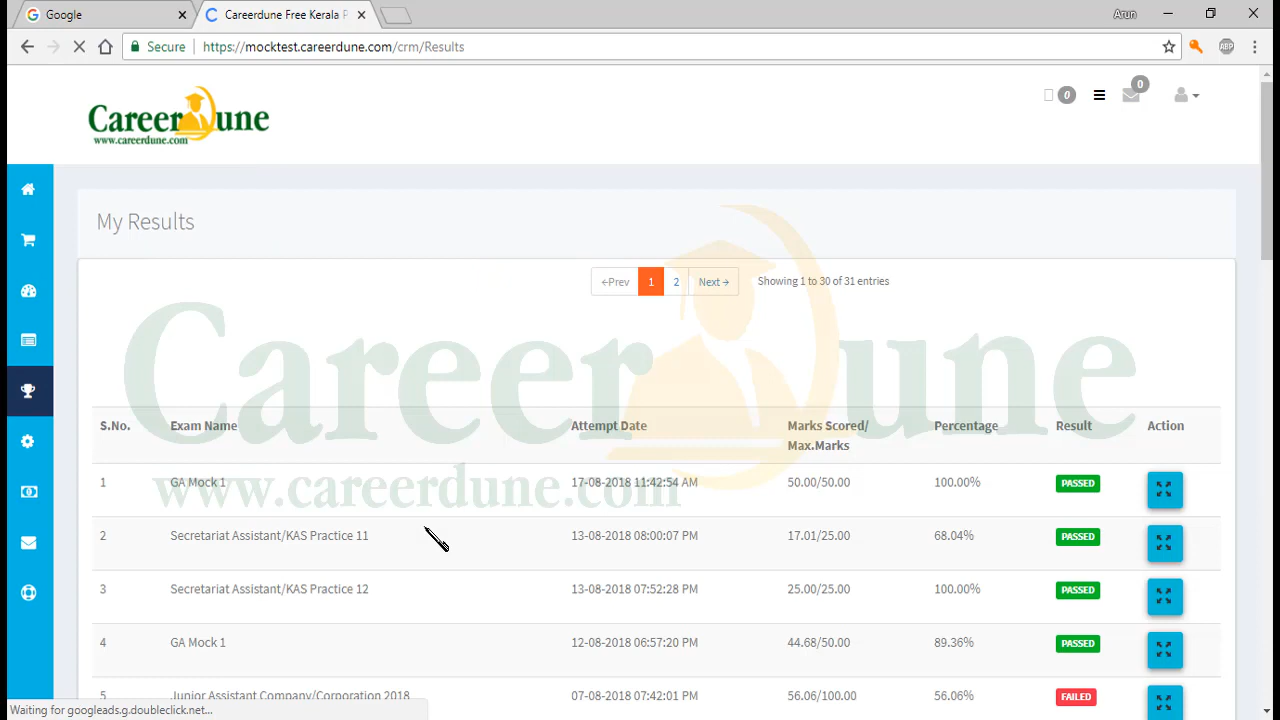 Google
Careerdune Free Kerala P
Arun
Secure
https://mocktest.careerdune.com/crm/Results
ABP
CareerDune
www.careerdune.com
0
0
My Results
←Prev 1 2 Next → Showing 1 to 30 of 31 entries
CareerDune
www.careerdune.com
S.No. Exam Name Attempt Date Marks Scored/ Percentage Result Action
Max.Marks
1 GA Mock 1 17-08-2018 11:42:54 AM 50.00/50.00 100.00% PASSED
2 Secretariat Assistant/KAS Practice 11 13-08-2018 08:00:07 PM 17.01/25.00 68.04% PASSED
3 Secretariat Assistant/KAS Practice 12 13-08-2018 07:52:28 PM 25.00/25.00 100.00% PASSED
4 GA Mock 1 12-08-2018 06:57:20 PM 44.68/50.00 89.36% PASSED
5 Junior Assistant Company/Corporation 2018 07-08-2018 07:42:01 PM 56.06/100.00 56.06% FAILED
Waiting for googleads.g.doubleclick.net...